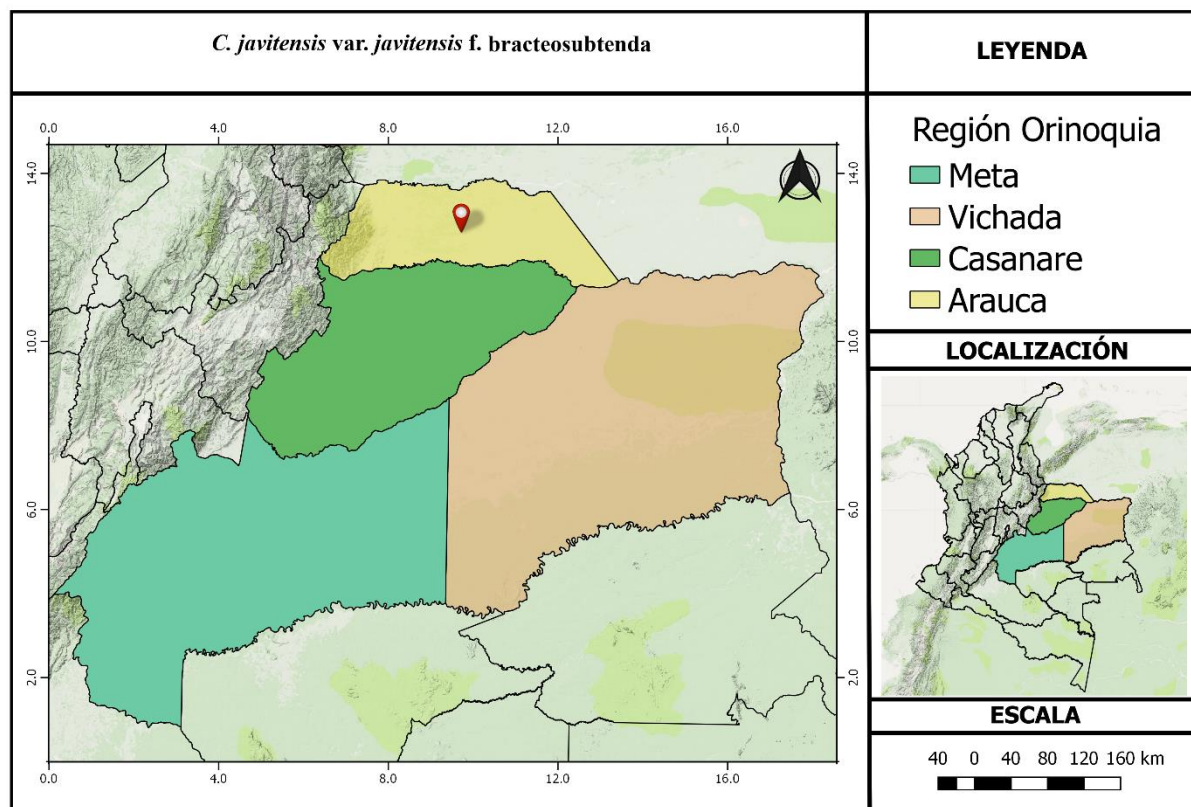 C. javitensis var. javitensis f. bracteosubtenda
LEYENDA
0.0 4.0 8.0 12.0 16.0
14.0 14.0
10.0 10.0
6.0 6.0
2.0 2.0
0.0 4.0 8.0 12.0 16.0
Región Orinoquia
Meta
Vichada
Casanare
Arauca
LOCALIZACIÓN
ESCALA
40 0 40 80 120 160 km